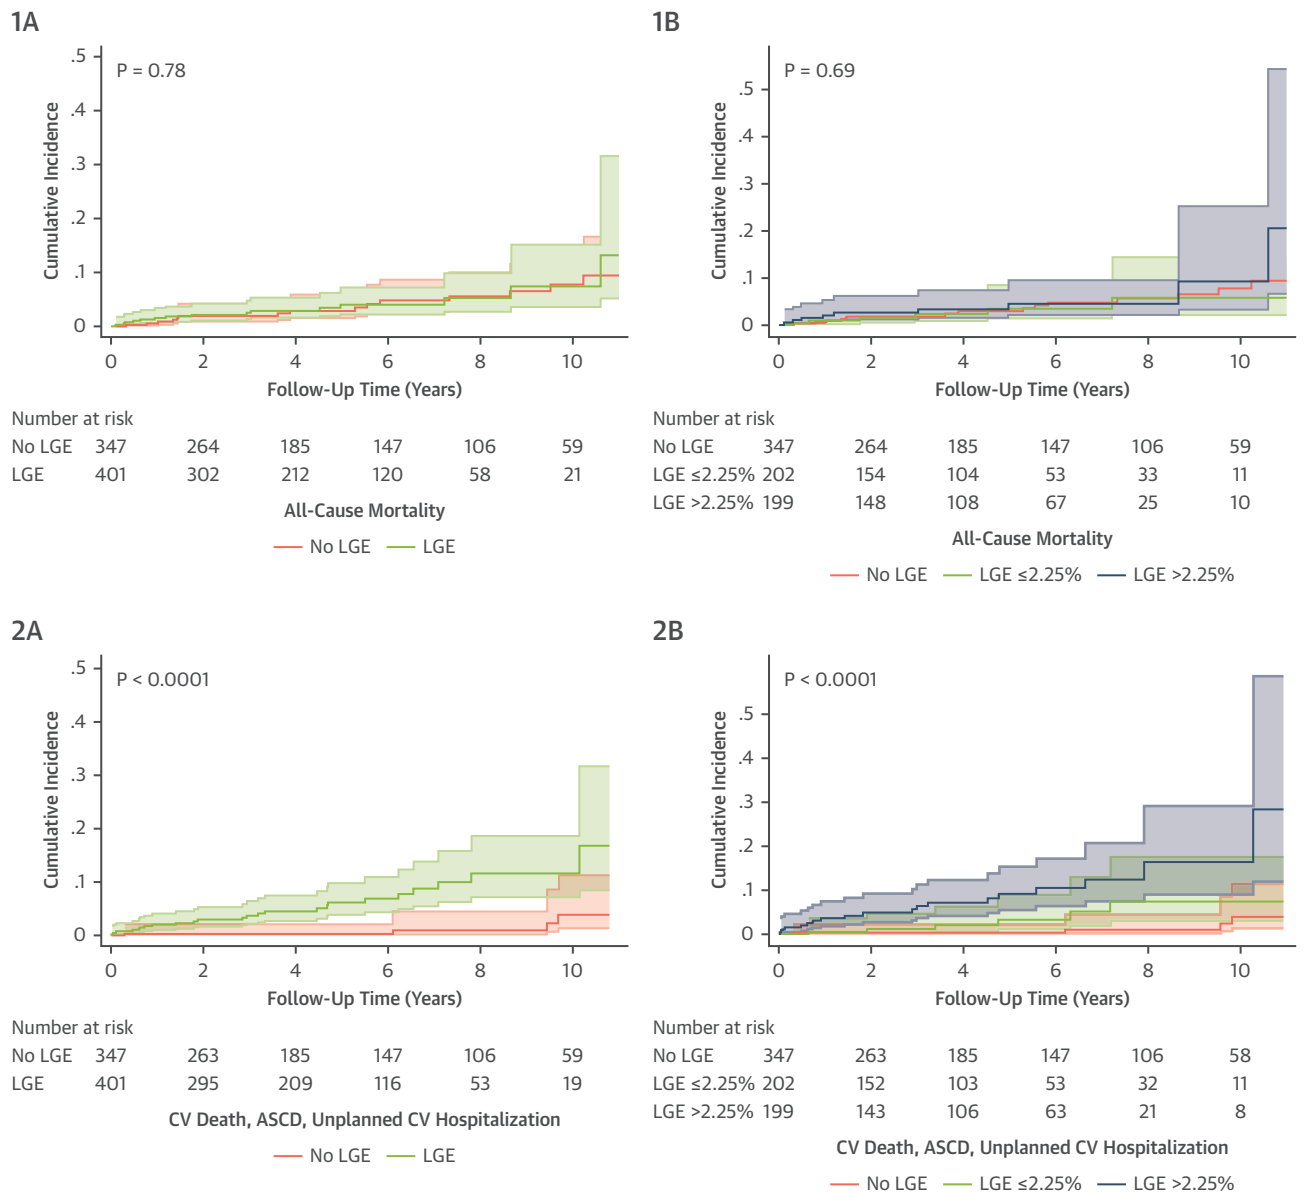 1A
P = 0.78
Cumulative Incidence
.5
.4
.3
.2
.1
0
0 2 4 6 8 10
Follow-Up Time (Years)
Number at risk
No LGE 347 264 185 147 106 59
LGE 401 302 212 120 58 21
All-Cause Mortality
No LGE LGE
1B
P = 0.69
Cumulative Incidence
.5
.4
.3
.2
.1
0
0 2 4 6 8 10
Follow-Up Time (Years)
Number at risk
No LGE 347 264 185 147 106 59
LGE ≤2.25% 202 154 104 53 33 11
LGE >2.25% 199 148 108 67 25 10
All-Cause Mortality
No LGE LGE ≤2.25% LGE >2.25%
2A
P < 0.0001
Cumulative Incidence
.5
.4
.3
.2
.1
0
0 2 4 6 8 10
Follow-Up Time (Years)
Number at risk
No LGE 347 263 185 147 106 59
LGE 401 295 209 116 53 19
CV Death, ASCD, Unplanned CV Hospitalization
No LGE LGE
2B
P < 0.0001
Cumulative Incidence
.5
.4
.3
.2
.1
0
0 2 4 6 8 10
Follow-Up Time (Years)
Number at risk
No LGE 347 263 185 147 106 58
LGE ≤2.25% 202 152 103 53 32 11
LGE >2.25% 199 143 106 63 21 8
CV Death, ASCD, Unplanned CV Hospitalization
No LGE LGE ≤2.25% LGE >2.25%